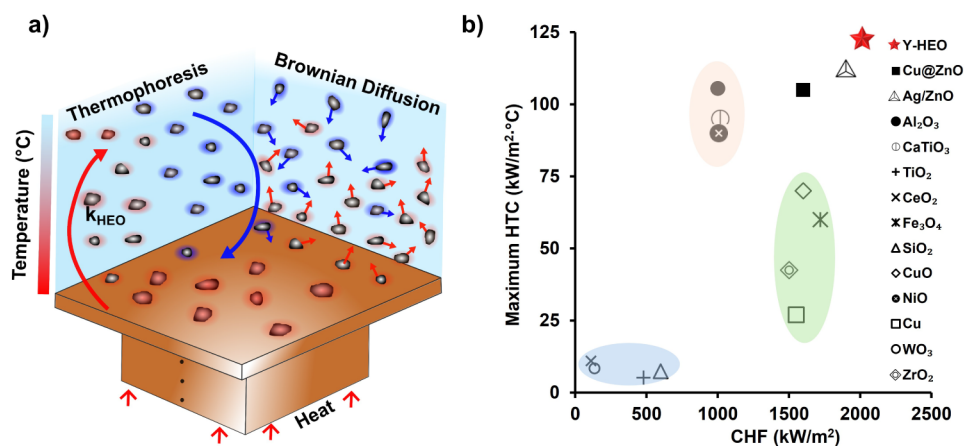 a)
Thermophoresis
Brownian Diffusion
Temperature (°C)
k_HEO
Heat
b)
Maximum HTC (kW/m²·°C)
125
100
75
50
25
0
0
500
1000
1500
2000
2500
CHF (kW/m²)
Y-HEO
Cu@ZnO
Ag/ZnO
Al₂O₃
CaTiO₃
TiO₂
CeO₂
Fe₃O₄
SiO₂
CuO
NiO
Cu
WO₃
ZrO₂